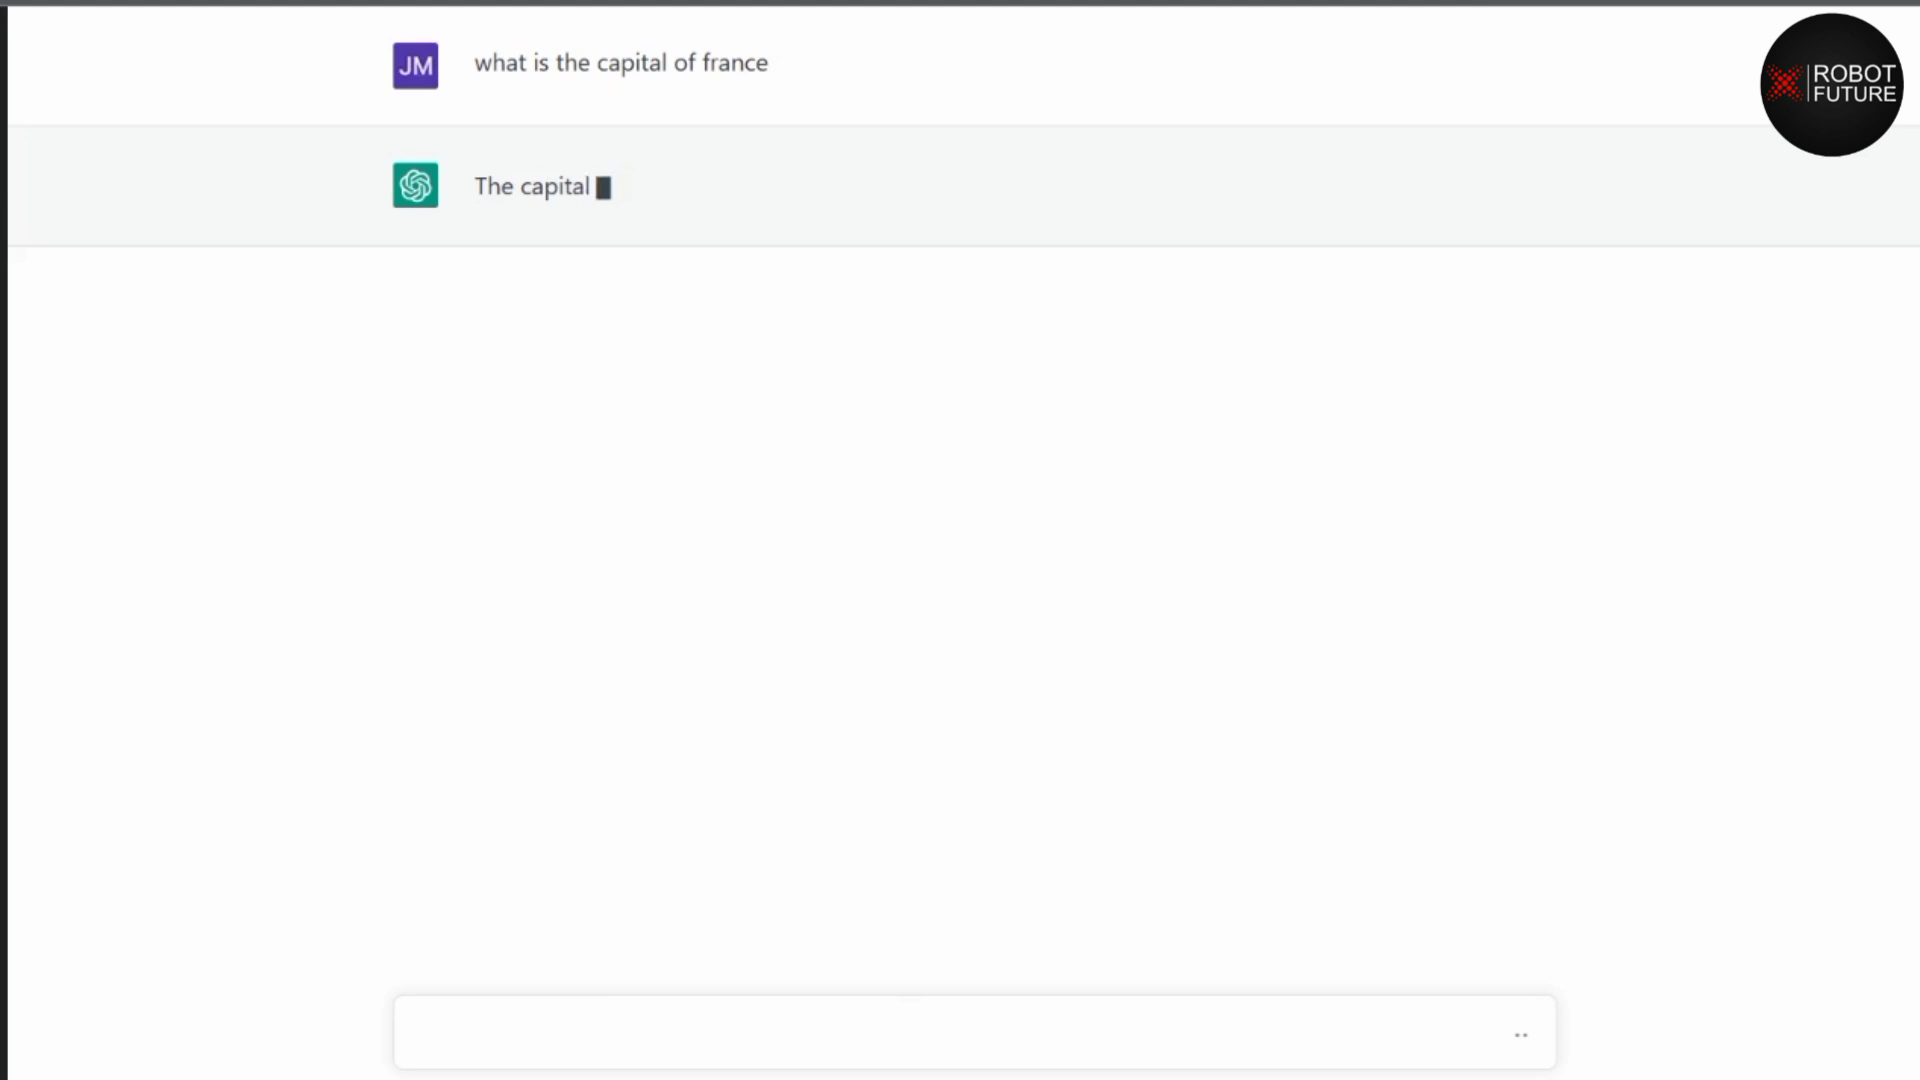 JM
what is the capital of france
ROBOT
FUTURE
The capital